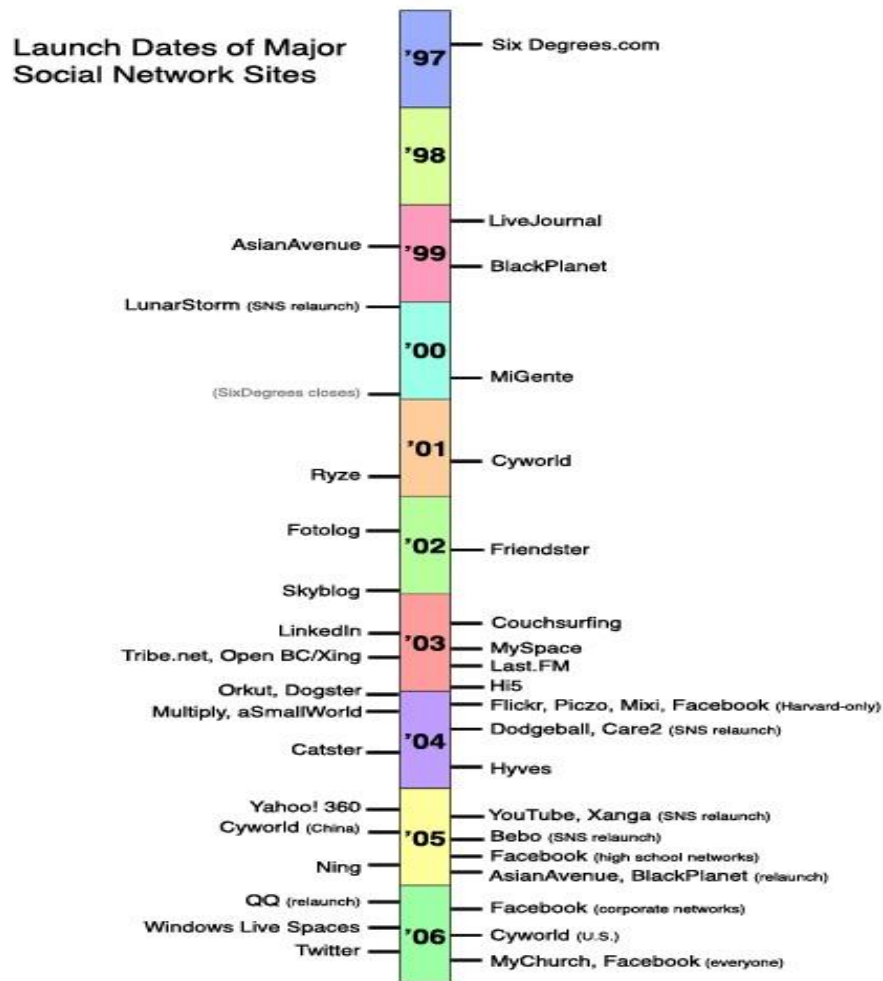 Launch Dates of Major
Social Network Sites
'97
Six Degrees.com
'98
LiveJournal
AsianAvenue
'99
BlackPlanet
LunarStorm (SNS relaunch)
'00
MiGente
(SixDegrees closes)
'01
Cyworld
Ryze
Fotolog
'02
Friendster
Skyblog
Couchsurfing
LinkedIn
'03
MySpace
Tribe.net, Open BC/Xing
Last.FM
Hi5
Orkut, Dogster
Flickr, Piczo, Mixi, Facebook (Harvard-only)
Multiply, aSmallWorld
Dodgeball, Care2 (SNS relaunch)
'04
Catster
Hyves
Yahoo! 360
YouTube, Xanga (SNS relaunch)
Cyworld (China)
'05
Bebo (SNS relaunch)
Facebook (high school networks)
Ning
AsianAvenue, BlackPlanet (relaunch)
QQ (relaunch)
Facebook (corporate networks)
Windows Live Spaces
'06
Cyworld (U.S.)
Twitter
MyChurch, Facebook (everyone)